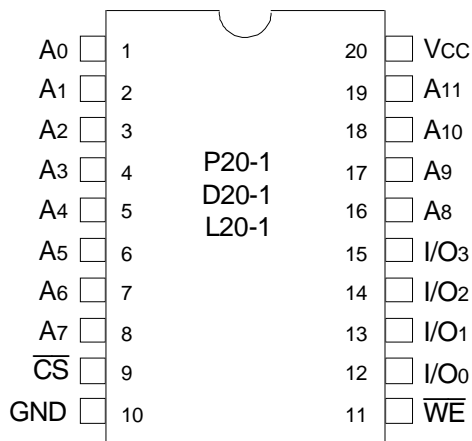 A0 1 20 VCC
A1 2 19 A11
A2 3 18 A10
A3 4 P20-1 17 A9
D20-1
A4 5 L20-1 16 A8
A5 6 15 I/O3
A6 7 14 I/O2
A7 8 13 I/O1
C̅S̅ 9 12 I/O0
GND 10 11 W̅E̅